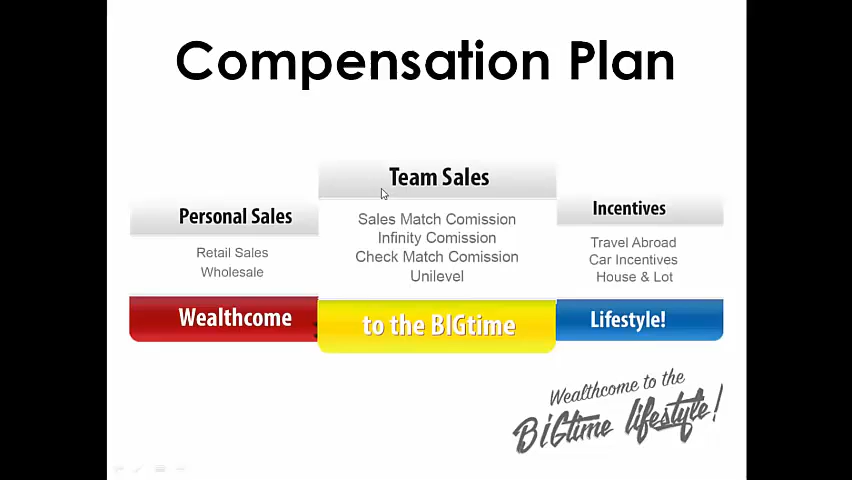 Compensation Plan
Personal Sales
Retail Sales
Wholesale
Wealthcome
Team Sales
Sales Match Comission
Infinity Comission
Check Match Comission
Unilevel
to the BIGtime
Incentives
Travel Abroad
Car Incentives
House & Lot
Lifestyle!
Wealthcome to the
BiGtime lifestyle!